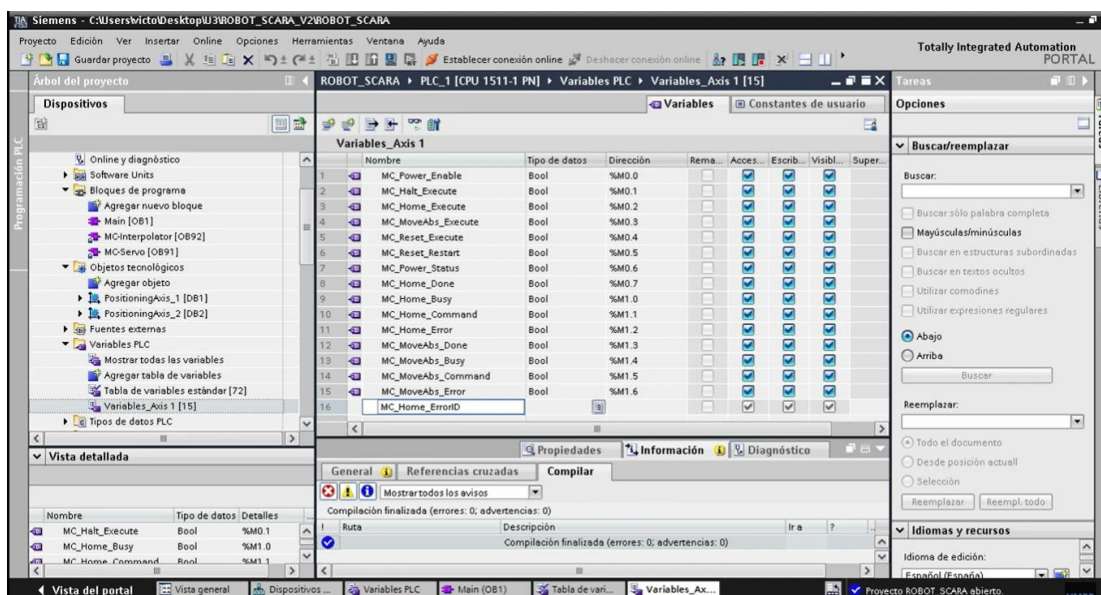 Siemens - C:\Users\victo\Desktop\U3\ROBOT_SCARA_V2\ROBOT_SCARA
Proyecto Edición Ver Insertar Online Opciones Herramientas Ventana Ayuda
Guardar proyecto Establecer conexión online Deshacer conexión online
Totally Integrated Automation
PORTAL
Árbol del proyecto
ROBOT_SCARA PLC_1 [CPU 1511-1 PN] Variables PLC Variables_Axis 1 [15]
Tareas
Dispositivos
Variables Constantes de usuario
Opciones
Programación PLC
Online y diagnóstico
Software Units
Bloques de programa
Agregar nuevo bloque
Main [OB1]
MC-Interpolator [OB92]
MC-Servo [OB91]
Objetos tecnológicos
Agregar objeto
PositioningAxis_1 [DB1]
PositioningAxis_2 [DB2]
Fuentes externas
Variables PLC
Mostrar todas las variables
Agregar tabla de variables
Tabla de variables estándar [72]
Variables_Axis 1 [15]
Tipos de datos PLC
Variables_Axis 1
Nombre Tipo de datos Dirección Rema... Acces... Escrib... Visibl... Super...
1 MC_Power_Enable Bool %M0.0
2 MC_Halt_Execute Bool %M0.1
3 MC_Home_Execute Bool %M0.2
4 MC_MoveAbs_Execute Bool %M0.3
5 MC_Reset_Execute Bool %M0.4
6 MC_Reset_Restart Bool %M0.5
7 MC_Power_Status Bool %M0.6
8 MC_Home_Done Bool %M0.7
9 MC_Home_Busy Bool %M1.0
10 MC_Home_Command Bool %M1.1
11 MC_Home_Error Bool %M1.2
12 MC_MoveAbs_Done Bool %M1.3
13 MC_MoveAbs_Busy Bool %M1.4
14 MC_MoveAbs_Command Bool %M1.5
15 MC_MoveAbs_Error Bool %M1.6
16 MC_Home_ErrorID
Buscar/reemplazar
Buscar:
Buscar sólo palabra completa
Mayúsculas/minúsculas
Buscar en estructuras subordinadas
Buscar en textos ocultos
Utilizar comodines
Utilizar expresiones regulares
Abajo
Arriba
Buscar
Reemplazar:
Todo el documento
Desde posición actuall
Selección
Reemplazar Reempl. todo
Idiomas y recursos
Idioma de edición:
Español (España)
Vista detallada
Nombre Tipo de datos Detalles
MC_Halt_Execute Bool %M0.1
MC_Home_Busy Bool %M1.0
MC_Home_Command Bool %M1.1
Propiedades Información Diagnóstico
General Referencias cruzadas Compilar
Mostrar todos los avisos
Compilación finalizada (errores: 0; advertencias: 0)
! Ruta Descripción Ir a ?
Compilación finalizada (errores: 0; advertencias: 0)
Vista del portal Vista general Dispositivos ... Variables PLC Main (OB1) Tabla de vari... Variables_Ax...
Proyecto ROBOT_SCARA abierto.